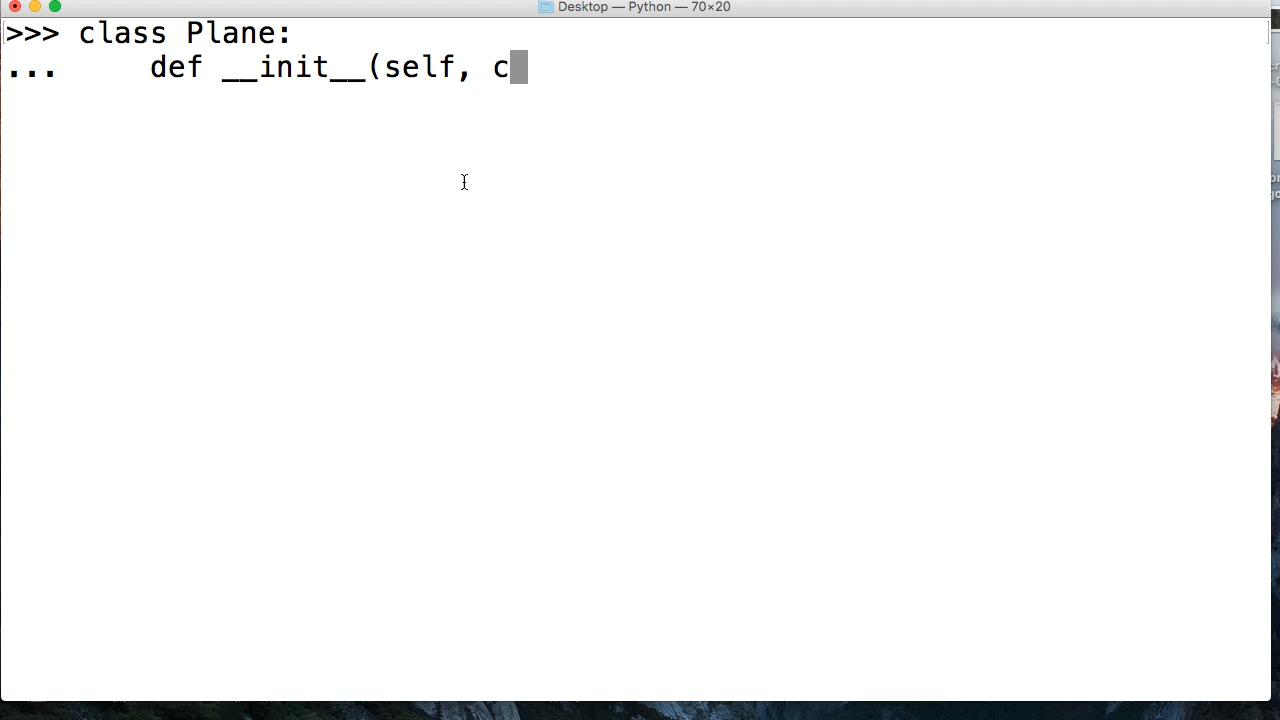 Desktop — Python — 70×20
>>> class Plane:
...     def __init__(self, c